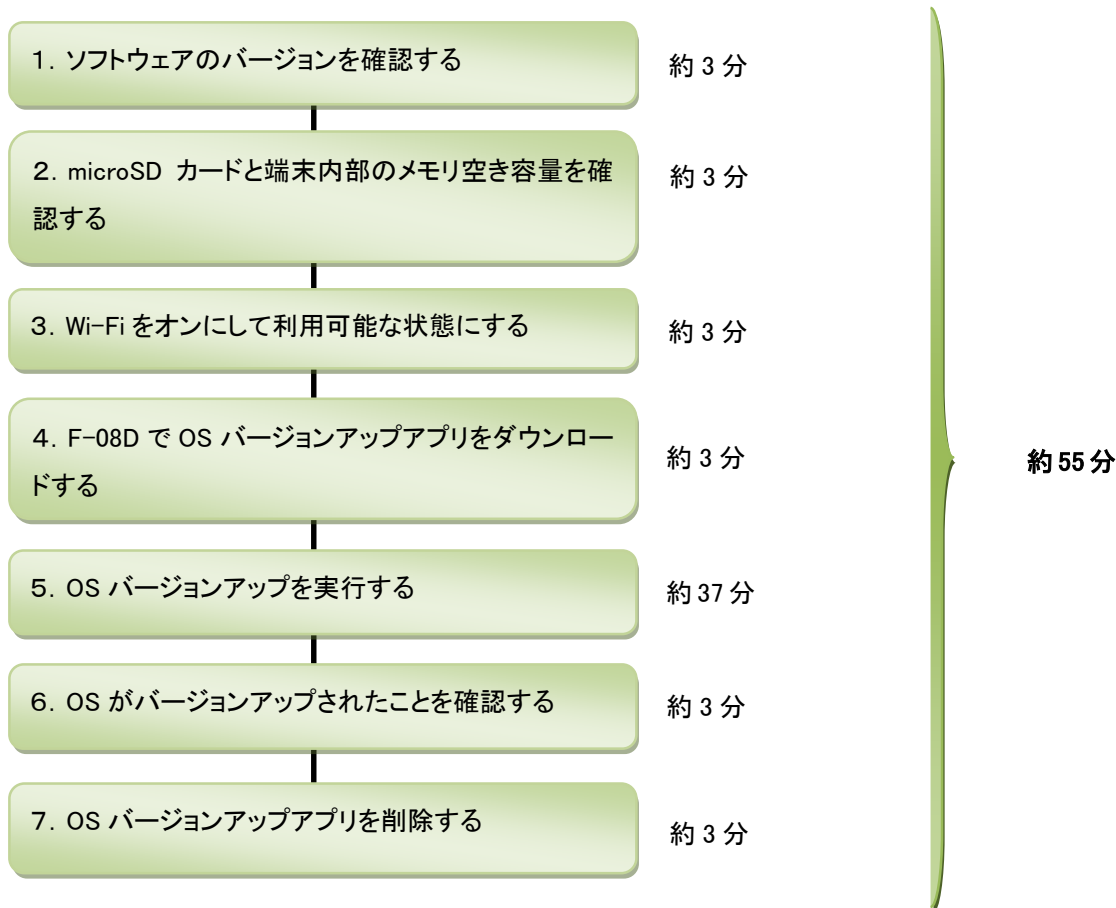 1. ソフトウェアのバージョンを確認する
約 3 分
2. microSD カードと端末内部のメモリ空き容量を確
認する
約 3 分
3. Wi-Fi をオンにして利用可能な状態にする
約 3 分
4. F-08D で OS バージョンアップアプリをダウンロー
ドする
約 3 分
約 55 分
5. OS バージョンアップを実行する
約 37 分
6. OS がバージョンアップされたことを確認する
約 3 分
7. OS バージョンアップアプリを削除する
約 3 分